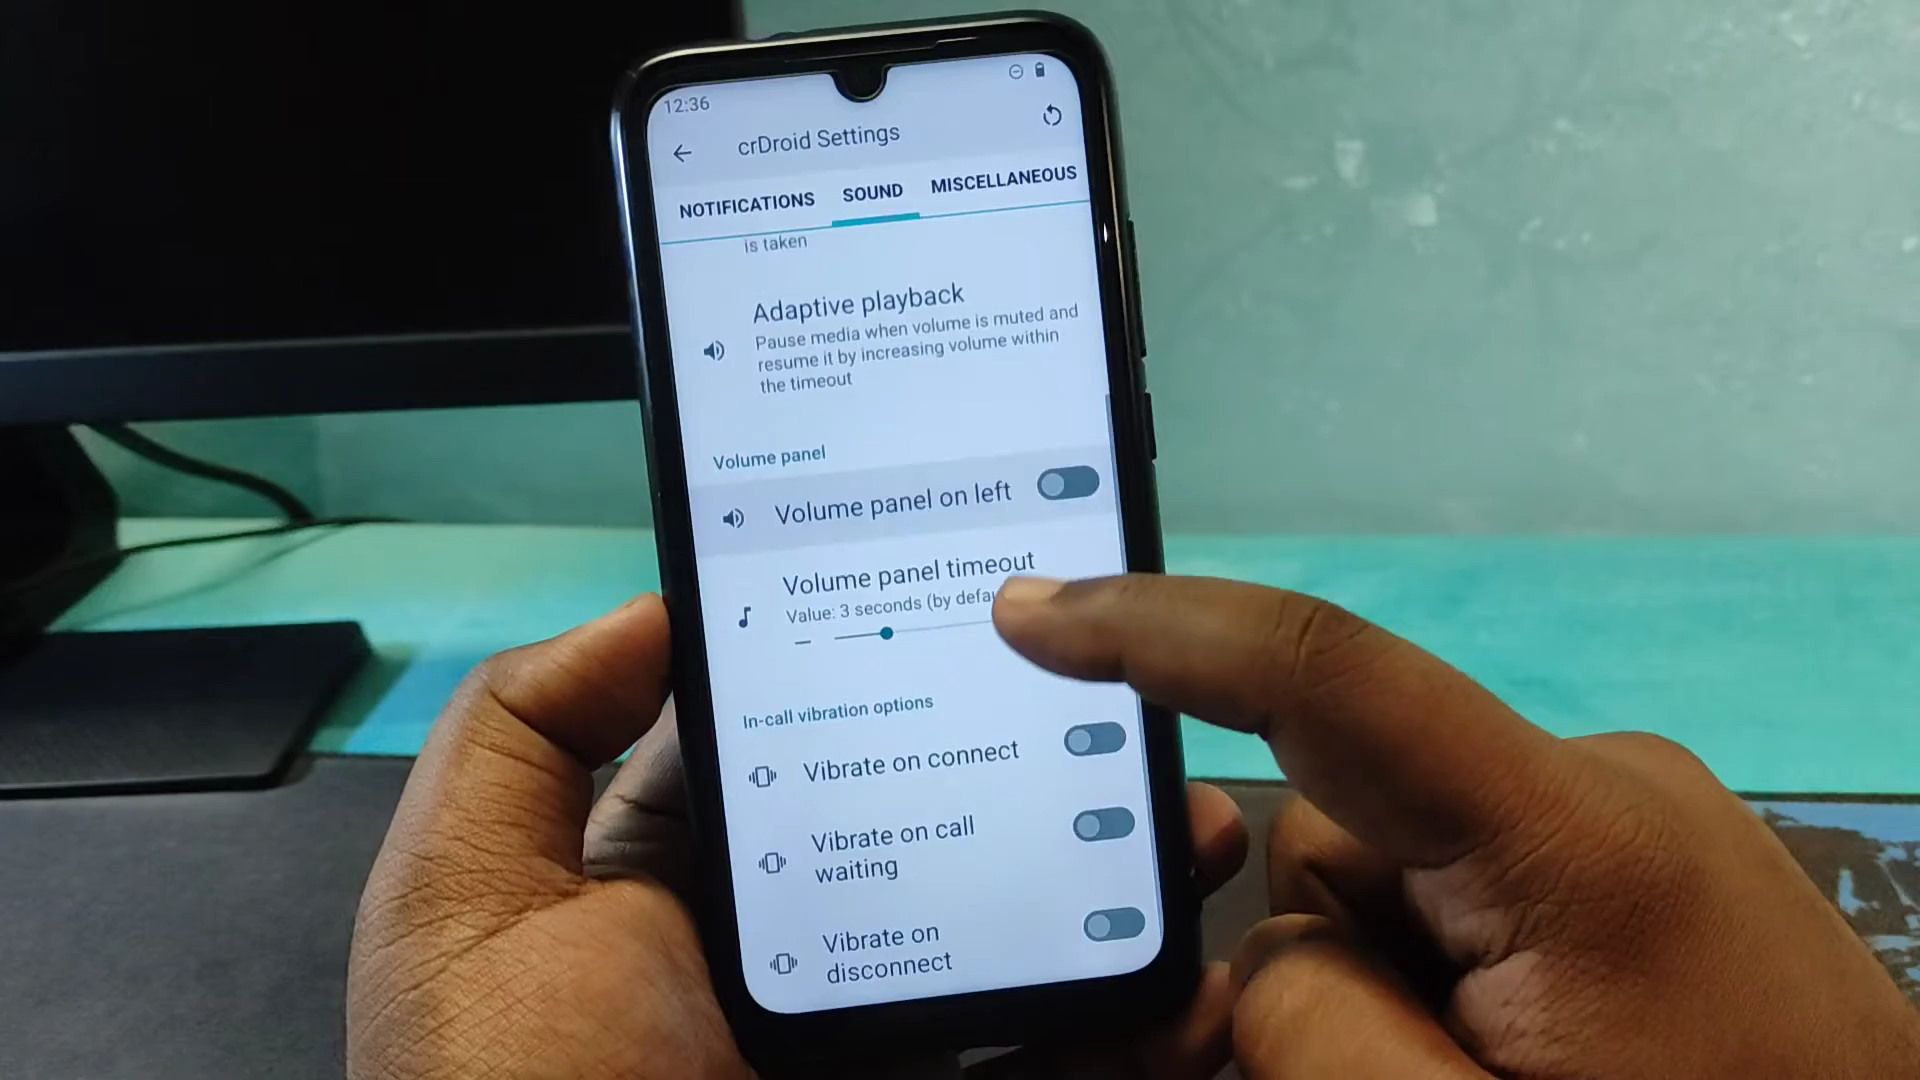 12:36
crDroid Settings
NOTIFICATIONS SOUND MISCELLANEOUS
is taken
Adaptive playback
Pause media when volume is muted and
resume it by increasing volume within
the timeout
Volume panel
Volume panel on left
Volume panel timeout
Value: 3 seconds (by
In-call vibration options
Vibrate on connect
Vibrate on call
waiting
Vibrate on
disconnect